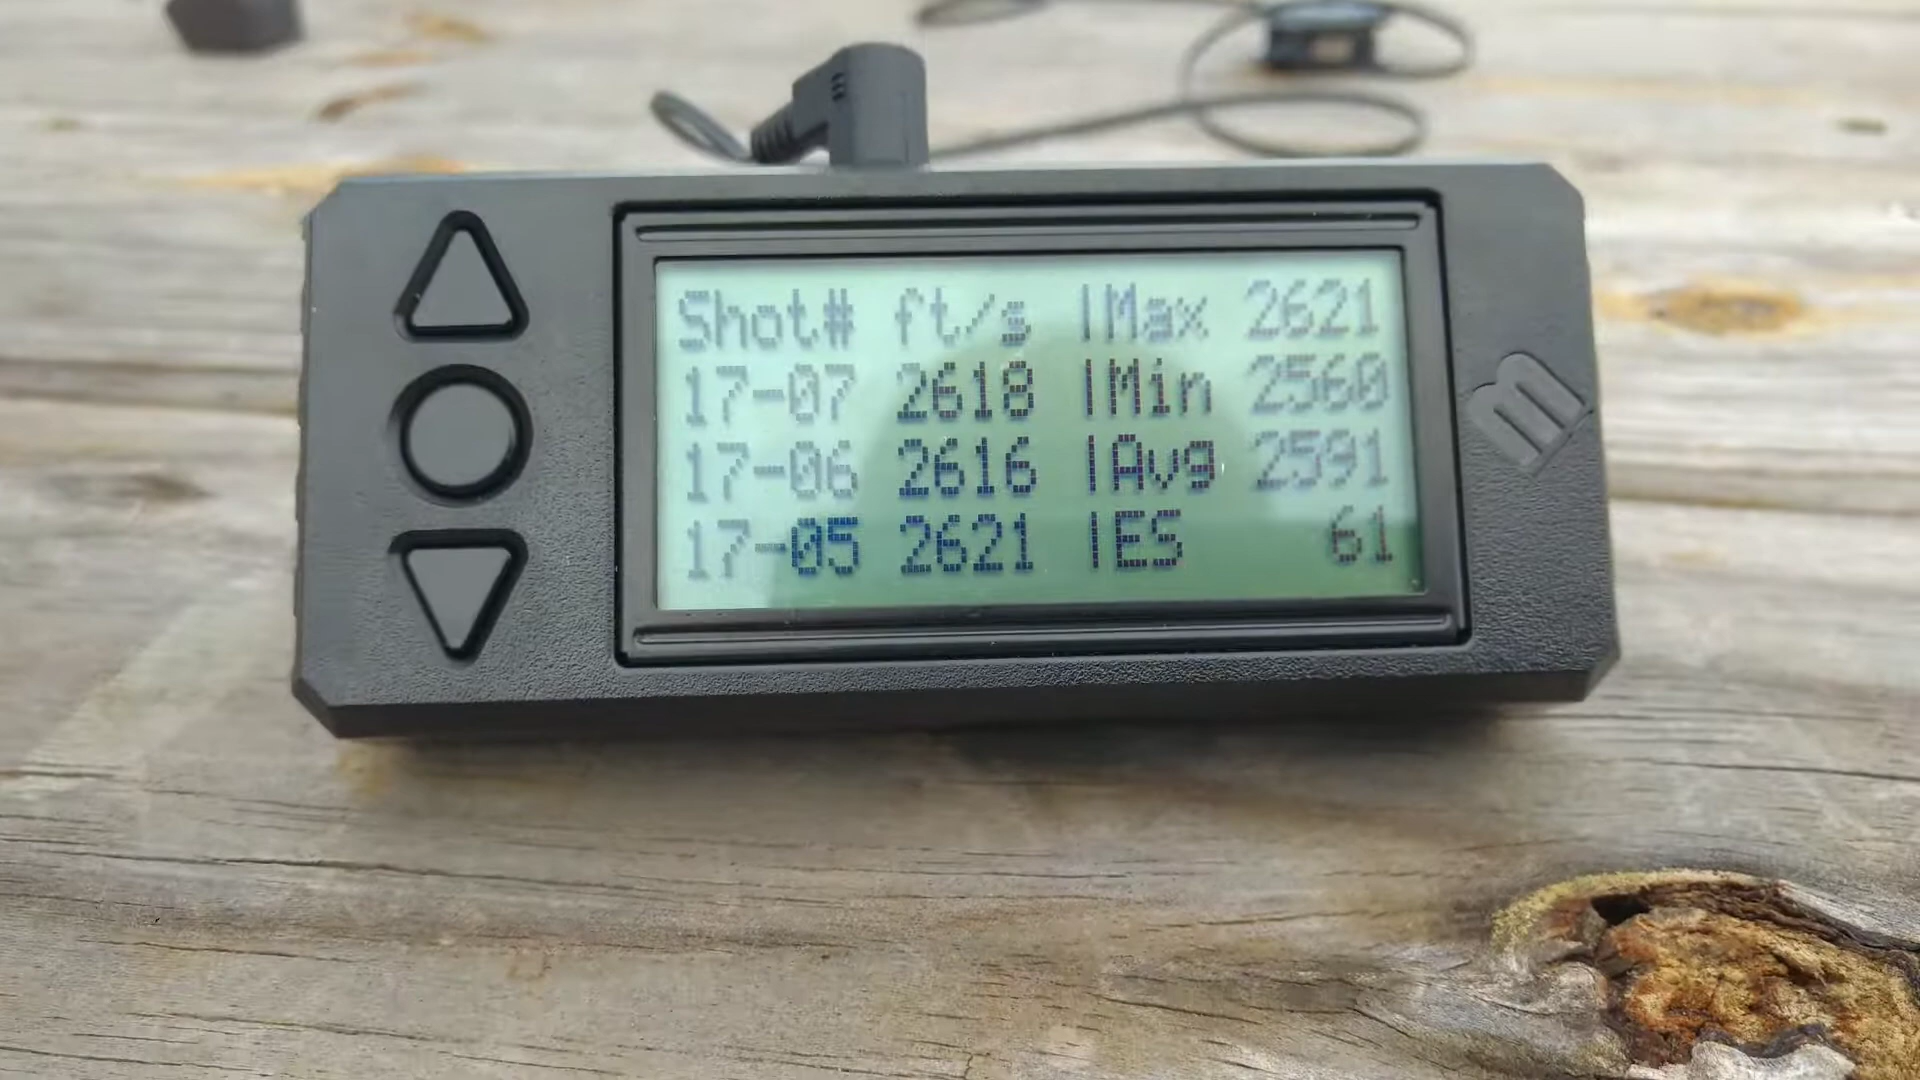 Shot# ft/s |Max 2621
17-07 2618 |Min 2560
17-06 2616 |Avg 2591
17-05 2621 |ES 61
m